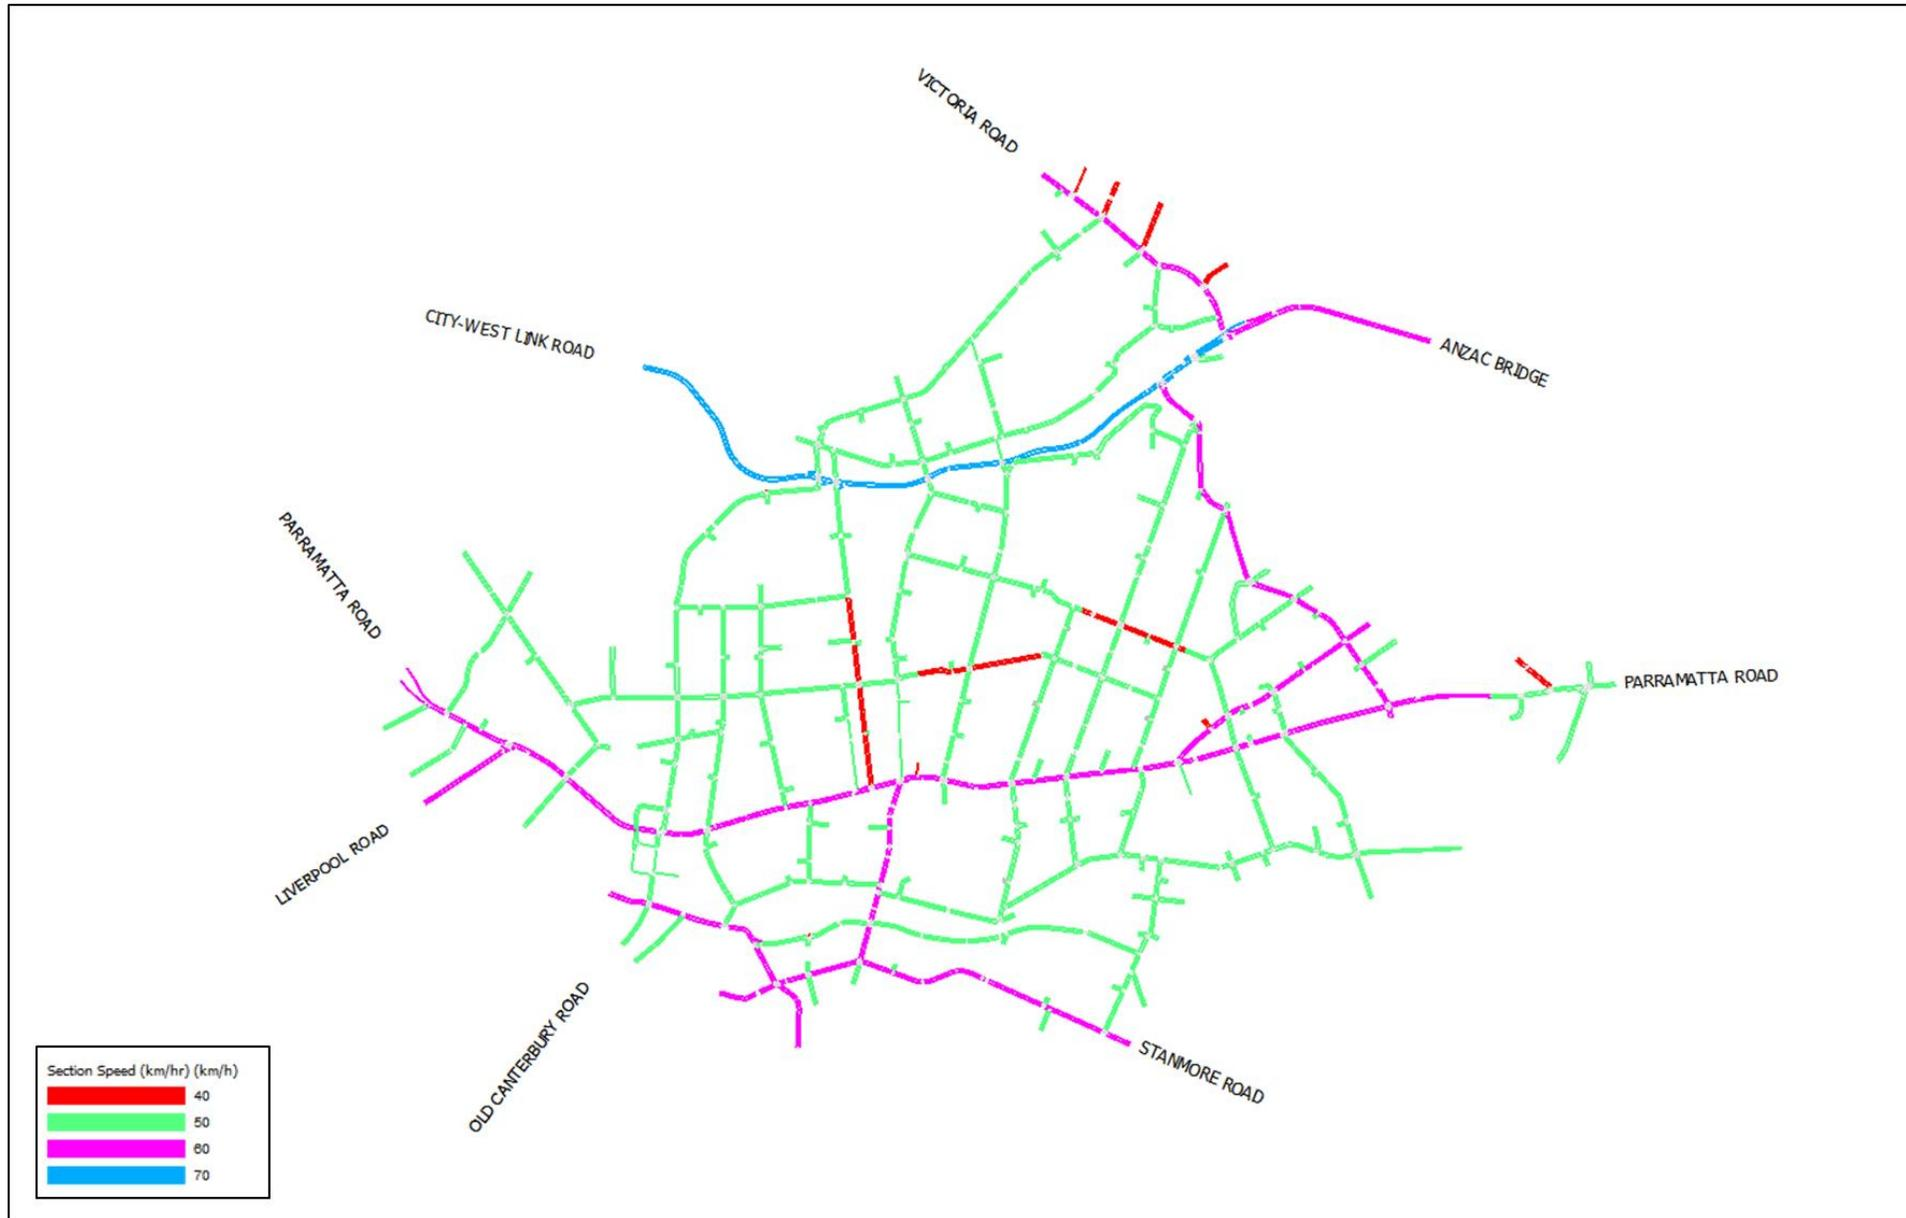 VICTORIA ROAD
CITY-WEST LINK ROAD
ANZAC BRIDGE
PARRAMATTA ROAD
PARRAMATTA ROAD
LIVERPOOL ROAD
OLD CANTERBURY ROAD
STANMORE ROAD
Section Speed (km/hr) (km/h)
40
50
60
70